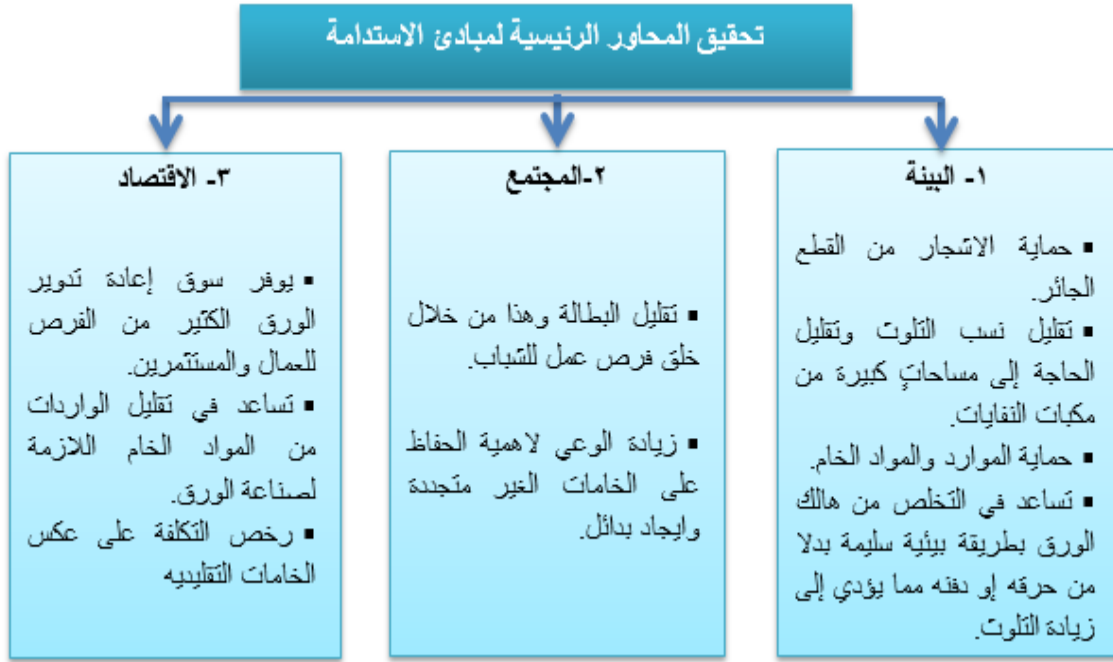 تحقيق المحاور الرئيسية لمبادئ الاستدامة
١- البيئة
▪ حماية الاشجار من القطع
الجائر.
▪ تقليل نسب التلوث وتقليل
الحاجة إلى مساحاتٍ كبيرة من
مكبات النفايات.
▪ حماية الموارد والمواد الخام.
▪ تساعد في التخلص من هالك
الورق بطريقة بيئية سليمة بدلا
من حرقه إو دفنه مما يؤدي إلى
زيادة التلوث.
٢-المجتمع
▪ تقليل البطالة وهذا من خلال
خلق فرص عمل للشباب.
▪ زيادة الوعي لاهمية الحفاظ
على الخامات الغير متجددة
وايجاد بدائل.
٣- الاقتصاد
▪ يوفر سوق إعادة تدوير
الورق الكثير من الفرص
للعمال والمستثمرين.
▪ تساعد في تقليل الواردات
من المواد الخام اللازمة
لصناعة الورق.
▪ رخص التكلفة على عكس
الخامات التقليديه